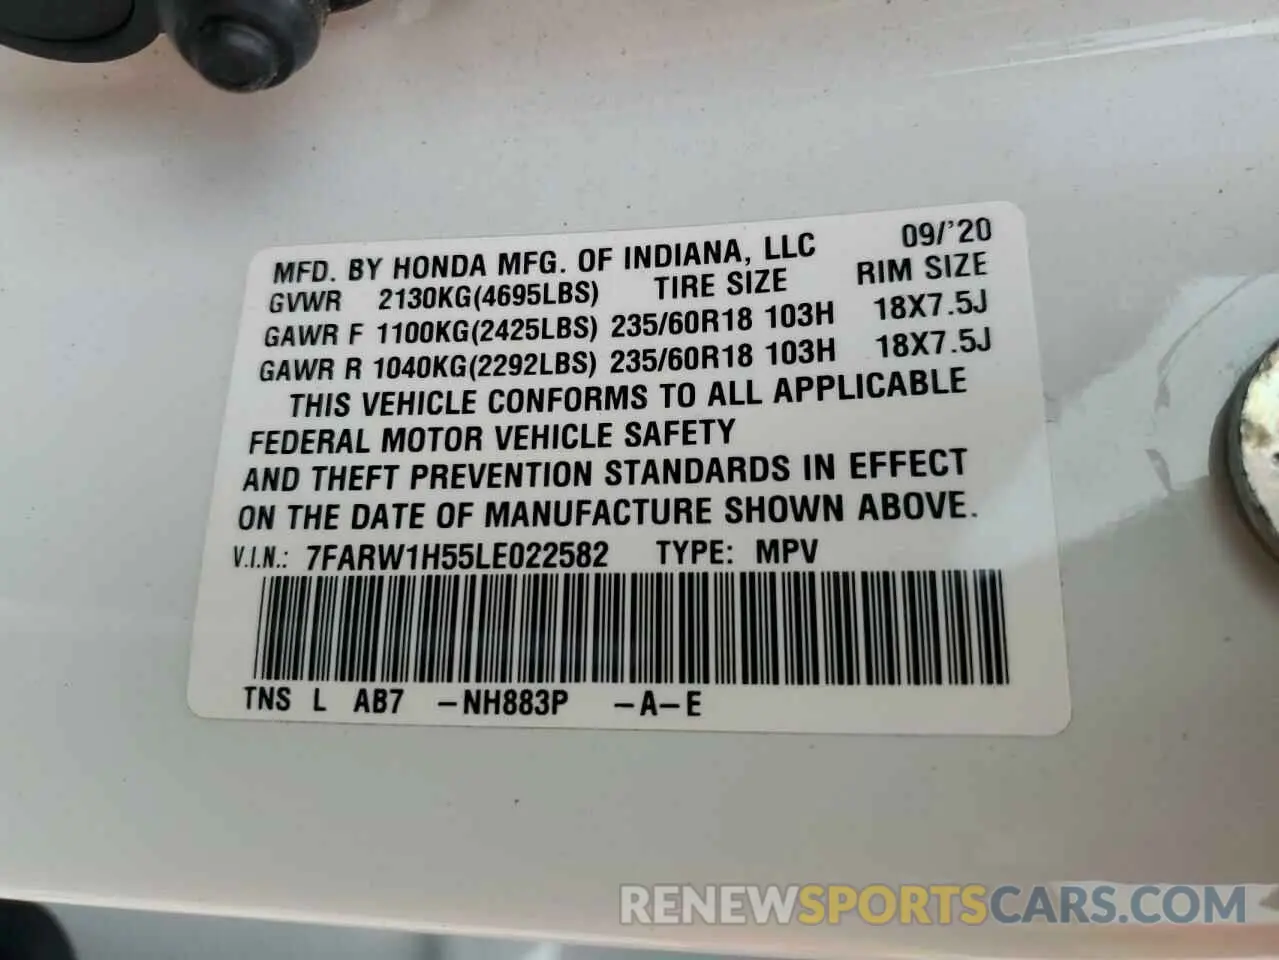 MFD. BY HONDA MFG. OF INDIANA, LLC 09/'20
GVWR 2130KG(4695LBS) TIRE SIZE RIM SIZE
GAWR F 1100KG(2425LBS) 235/60R18 103H 18X7.5J
GAWR R 1040KG(2292LBS) 235/60R18 103H 18X7.5J
THIS VEHICLE CONFORMS TO ALL APPLICABLE
FEDERAL MOTOR VEHICLE SAFETY
AND THEFT PREVENTION STANDARDS IN EFFECT
ON THE DATE OF MANUFACTURE SHOWN ABOVE.
V.I.N.: 7FARW1H55LE022582 TYPE: MPV
TNS L AB7 -NH883P -A-E
RENEWSPORTSCARS.COM